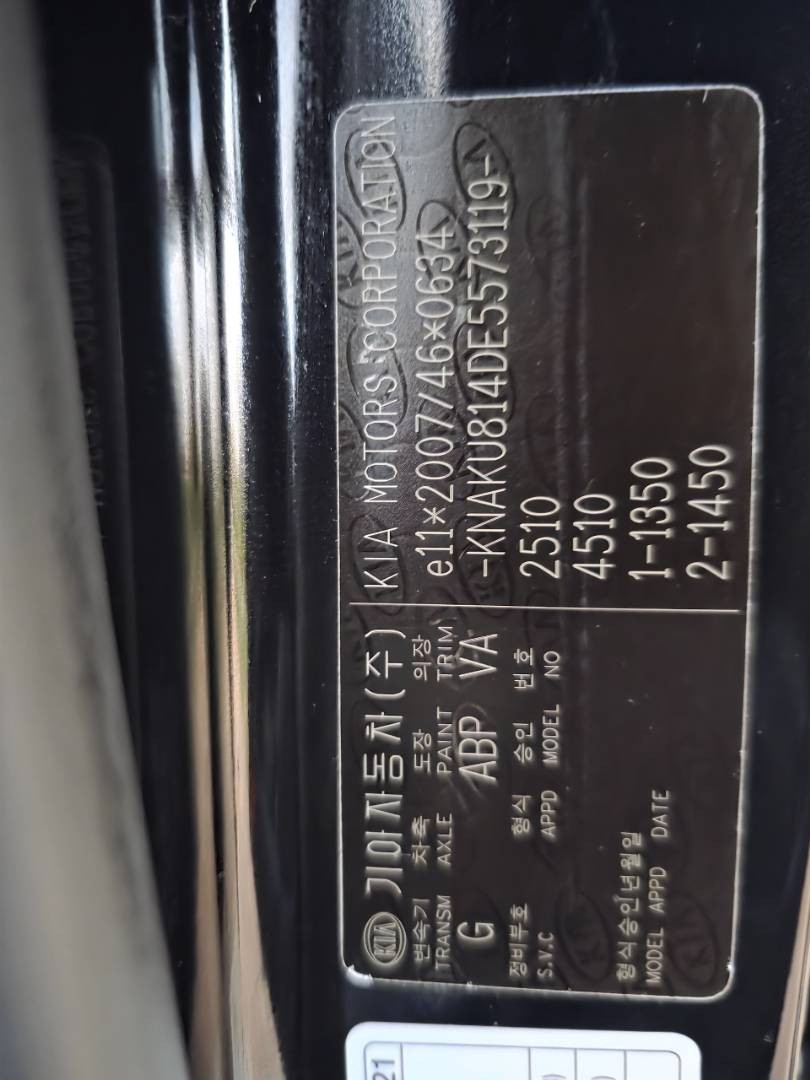 KIA 기아자동차(주)
변속기 차축 도장 의장
TRANSM AXLE PAINT TRIM
G ABP VA
정비부호 형식 승인 번호
S.V.C APPD MODEL NO
형식승인년월일
MODEL APPD DATE
KIA MOTORS CORPORATION
e11*2007/46*0634
-KNAKU814DE5573119-
2510
4510
1-1350
2-1450
21